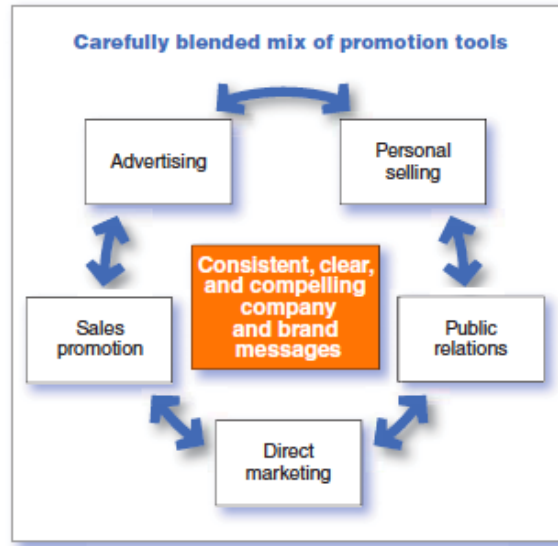 Carefully blended mix of promotion tools
Advertising
Personal
selling
Consistent, clear,
and compelling
company
and brand
messages
Sales
promotion
Public
relations
Direct
marketing